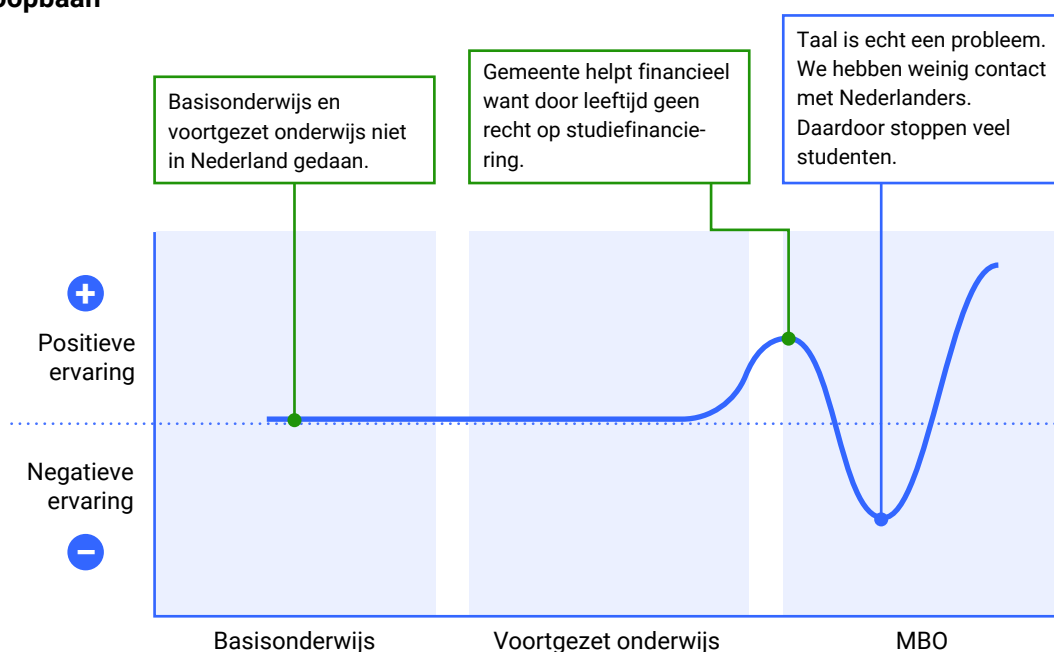 Basisonderwijs en
voortgezet onderwijs niet
in Nederland gedaan.
Gemeente helpt financieel
want door leeftijd geen
recht op studiefinancie-
ring.
Taal is echt een probleem.
We hebben weinig contact
met Nederlanders.
Daardoor stoppen veel
studenten.
Positieve
ervaring
Negatieve
ervaring
Basisonderwijs
Voortgezet onderwijs
MBO